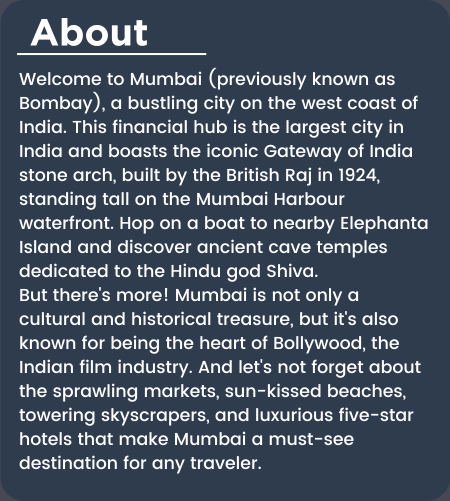 About
Welcome to Mumbai (previously known as
Bombay), a bustling city on the west coast of
India. This financial hub is the largest city in
India and boasts the iconic Gateway of India
stone arch, built by the British Raj in 1924,
standing tall on the Mumbai Harbour
waterfront. Hop on a boat to nearby Elephanta
Island and discover ancient cave temples
dedicated to the Hindu god Shiva.
But there's more! Mumbai is not only a
cultural and historical treasure, but it's also
known for being the heart of Bollywood, the
Indian film industry. And let's not forget about
the sprawling markets, sun-kissed beaches,
towering skyscrapers, and luxurious five-star
hotels that make Mumbai a must-see
destination for any traveler.